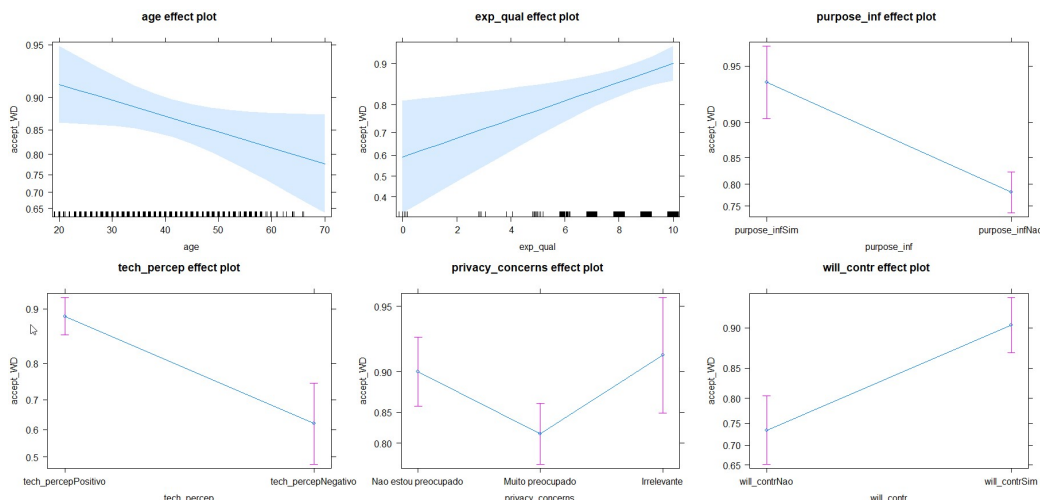 age effect plot
0.95
0.90
0.85
0.80
0.75
0.70
0.65
accept_WD
20 30 40 50 60 70
age
exp_qual effect plot
0.9
0.8
0.7
0.6
0.5
0.4
accept_WD
0 2 4 6 8 10
exp_qual
purpose_inf effect plot
0.95
0.90
0.85
0.80
0.75
accept_WD
purpose_infSim purpose_infNao
purpose_inf
tech_percep effect plot
0.9
0.8
0.7
0.6
0.5
accept_WD
tech_percepPositivo tech_percepNegativo
tech_percep
privacy_concerns effect plot
0.95
0.90
0.85
0.80
accept_WD
Nao estou preocupado Muito preocupado Irrelevante
privacy_concerns
will_contr effect plot
0.90
0.85
0.80
0.75
0.70
0.65
accept_WD
will_contrNao will_contrSim
will_contr